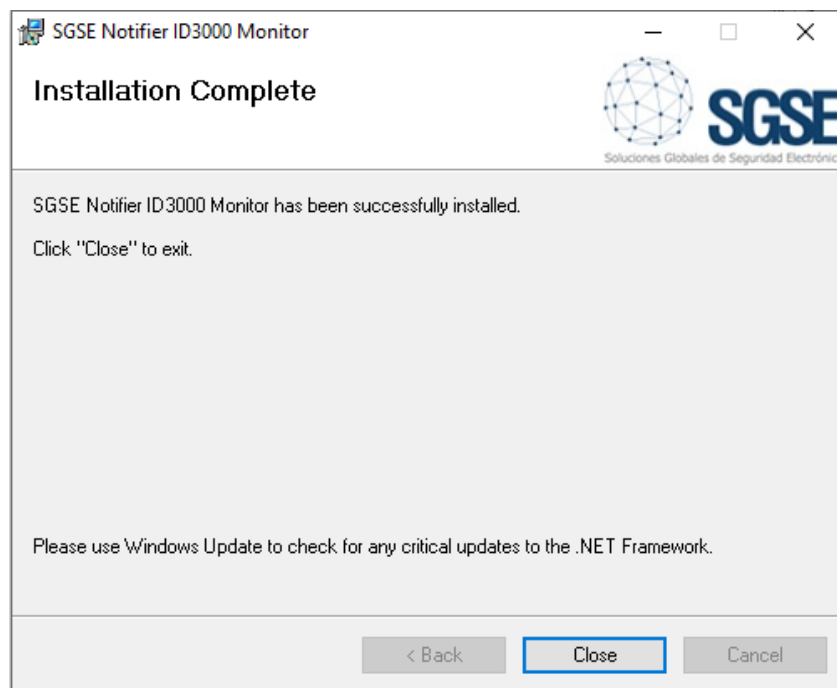 SGSE Notifier ID3000 Monitor
Installation Complete
SGSE
Soluciones Globales de Seguridad Electrónic
SGSE Notifier ID3000 Monitor has been successfully installed.
Click "Close" to exit.
Please use Windows Update to check for any critical updates to the .NET Framework.
< Back
Close
Cancel